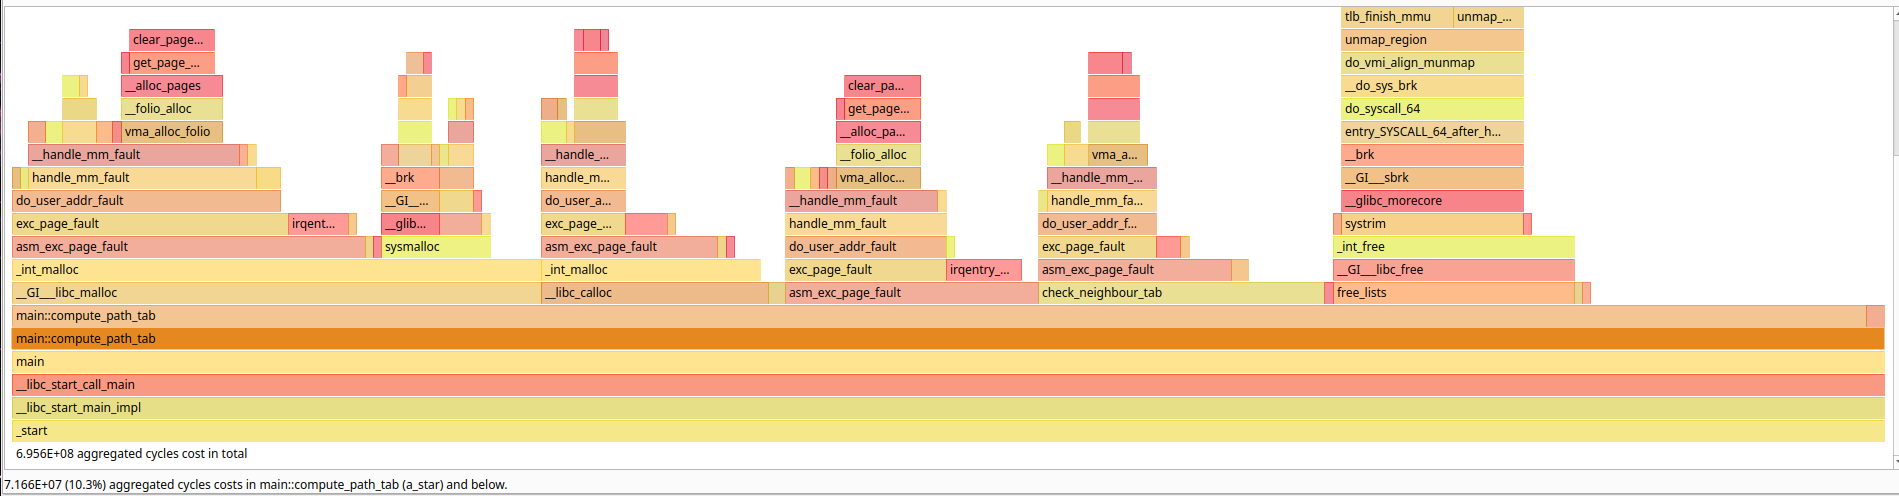 tlb_finish_mmu unmap_...
clear_page... unmap_region
get_page_... do_vmi_align_munmap
__alloc_pages clear_pa... __do_sys_brk
__folio_alloc get_page... do_syscall_64
vma_alloc_folio __alloc_pa... entry_SYSCALL_64_after_h...
__handle_mm_fault __handle_... __folio_alloc vma_a... __brk
handle_mm_fault __brk handle_m... vma_alloc... __handle_mm_... __GI___sbrk
do_user_addr_fault __GI__... do_user_a... __handle_mm_fault handle_mm_fa... __glibc_morecore
exc_page_fault irqent... __glib... exc_page_... handle_mm_fault do_user_addr_f... systrim
asm_exc_page_fault sysmalloc asm_exc_page_fault do_user_addr_fault exc_page_fault _int_free
_int_malloc _int_malloc exc_page_fault irqentry_... asm_exc_page_fault __GI___libc_free
__GI___libc_malloc __libc_calloc asm_exc_page_fault check_neighbour_tab free_lists
main::compute_path_tab
main::compute_path_tab
main
__libc_start_call_main
__libc_start_main_impl
_start
6.956E+08 aggregated cycles cost in total
7.166E+07 (10.3%) aggregated cycles costs in main::compute_path_tab (a_star) and below.